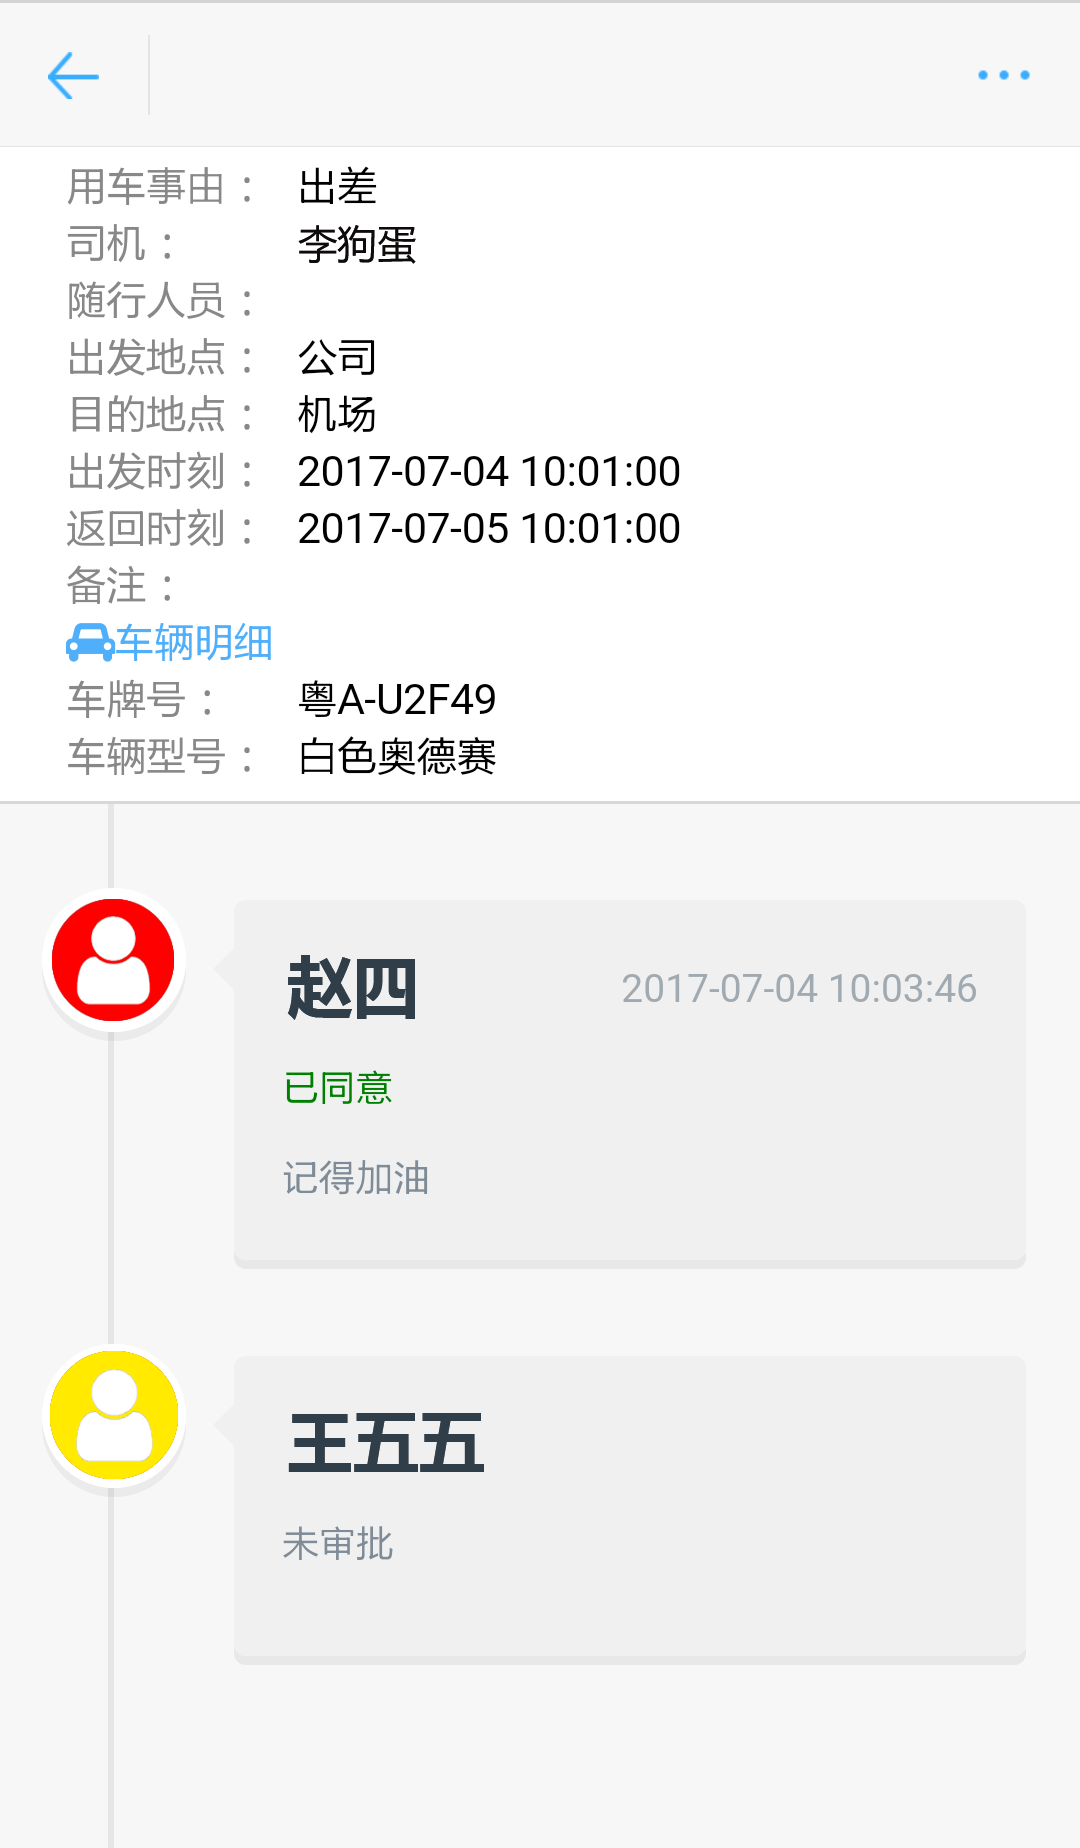 用车事由： 出差
司机： 李狗蛋
随行人员：
出发地点： 公司
目的地点： 机场
出发时刻： 2017-07-04 10:01:00
返回时刻： 2017-07-05 10:01:00
备注：
车辆明细
车牌号： 粤A-U2F49
车辆型号： 白色奥德赛
赵四 2017-07-04 10:03:46
已同意
记得加油
王五五
未审批